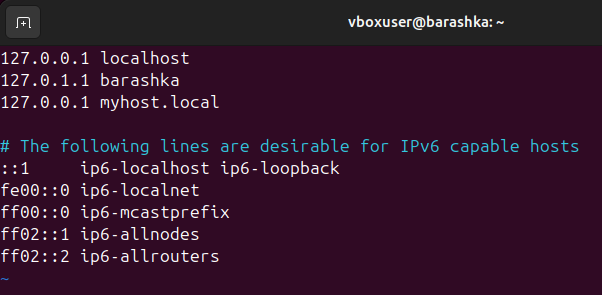 vboxuser@barashka: ~
127.0.0.1 localhost
127.0.1.1 barashka
127.0.0.1 myhost.local
# The following lines are desirable for IPv6 capable hosts
::1     ip6-localhost ip6-loopback
fe00::0 ip6-localnet
ff00::0 ip6-mcastprefix
ff02::1 ip6-allnodes
ff02::2 ip6-allrouters
~